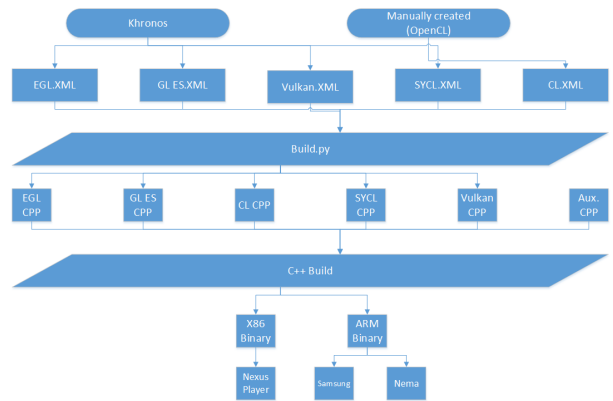 Khronos
Manually created
(OpenCL)
EGL.XML
GL ES.XML
Vulkan.XML
SYCL.XML
CL.XML
Build.py
EGL
CPP
GL ES
CPP
CL CPP
SYCL
CPP
Vulkan
CPP
Aux.
CPP
C++ Build
X86
Binary
ARM
Binary
Nexus
Player
Samsung
Nema